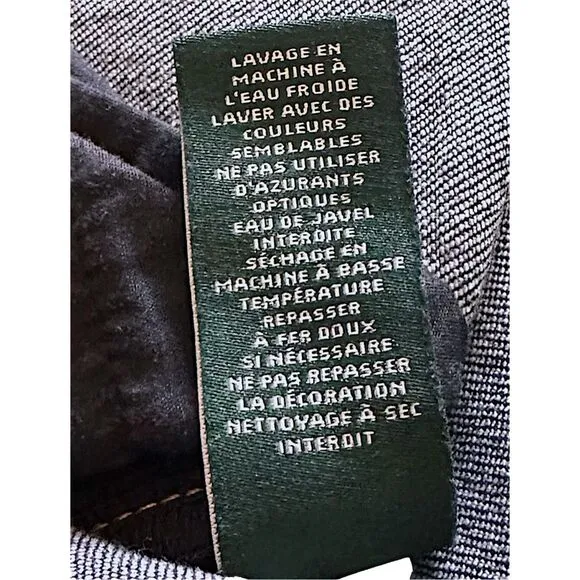 LAVAGE EN
MACHINE À
L'EAU FROIDE
LAVER AVEC DES
COULEURS
SEMBLABLES
NE PAS UTILISER
D'AZURANTS
OPTIQUES
EAU DE JAVEL
INTERDITE
SÉCHAGE EN
MACHINE À BASSE
TEMPÉRATURE
REPASSER
À FER DOUX
SI NÉCESSAIRE
NE PAS REPASSER
LA DÉCORATION
NETTOYAGE À SEC
INTERDIT